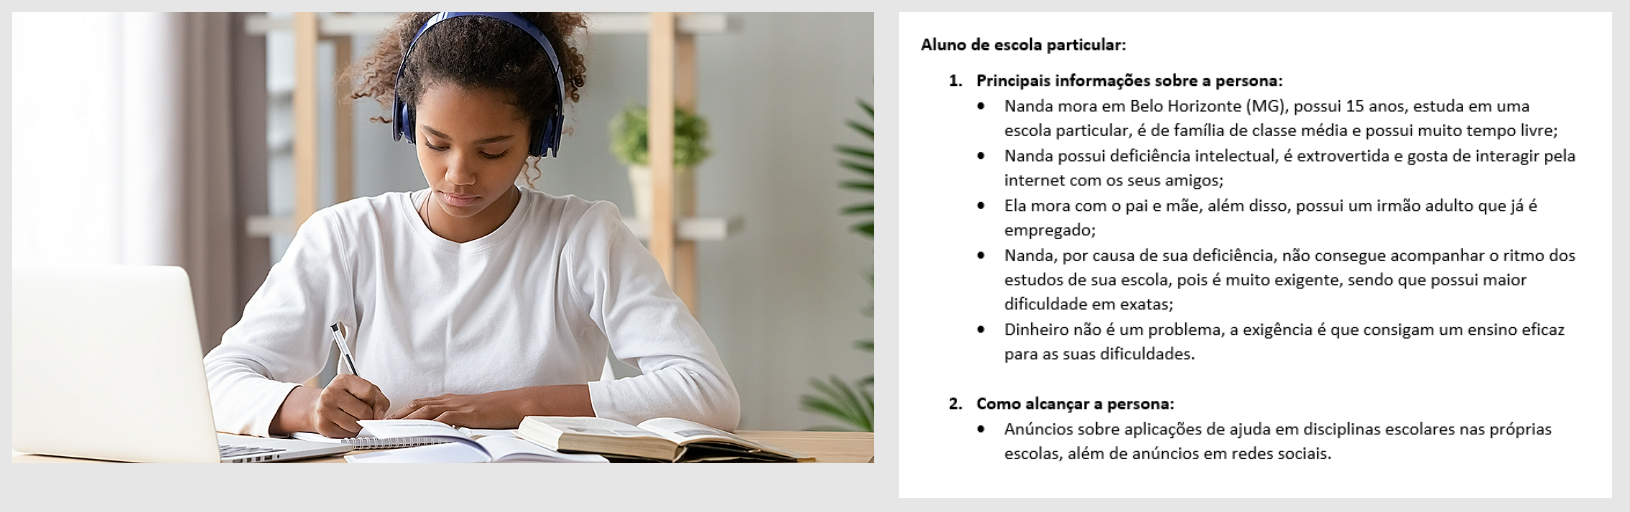 Aluno de escola particular:
1. Principais informações sobre a persona:
• Nanda mora em Belo Horizonte (MG), possui 15 anos, estuda em uma
escola particular, é de família de classe média e possui muito tempo livre;
• Nanda possui deficiência intelectual, é extrovertida e gosta de interagir pela
internet com os seus amigos;
• Ela mora com o pai e mãe, além disso, possui um irmão adulto que já é
empregado;
• Nanda, por causa de sua deficiência, não consegue acompanhar o ritmo dos
estudos de sua escola, pois é muito exigente, sendo que possui maior
dificuldade em exatas;
• Dinheiro não é um problema, a exigência é que consigam um ensino eficaz
para as suas dificuldades.
2. Como alcançar a persona:
• Anúncios sobre aplicações de ajuda em disciplinas escolares nas próprias
escolas, além de anúncios em redes sociais.